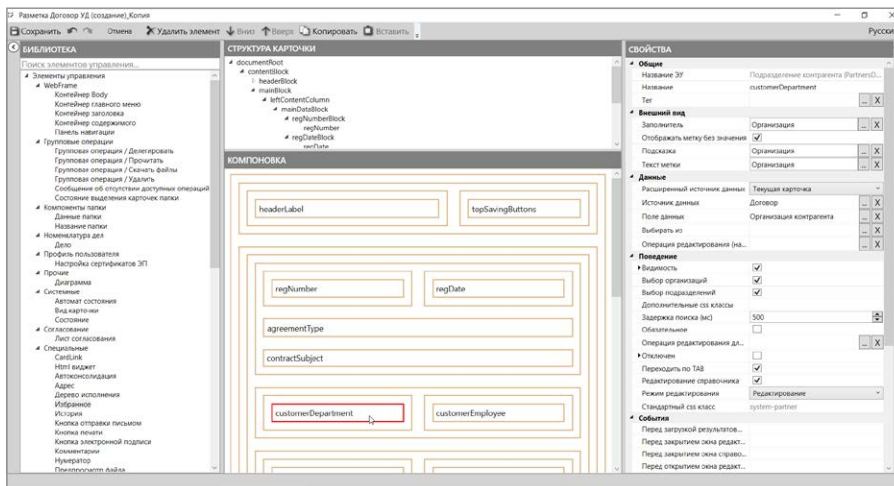 Разметка Договор УД (создание)_Копия
Сохранить Отмена Удалить элемент Вниз Вверх Копировать Вставить Русски
БИБЛИОТЕКА
Поиск элементов управления...
Элементы управления
WebFrame
Контейнер Body
Контейнер главного меню
Контейнер заголовка
Контейнер содержимого
Панель навигации
Групповые операции
Групповая операция / Делегировать
Групповая операция / Прочитать
Групповая операция / Скачать файлы
Групповая операция / Удалить
Сообщение об отсутствии доступных операций
Состояние выделения карточек папки
Компоненты папки
Данные папки
Название папки
Номенклатура дел
Дело
Профиль пользователя
Настройка сертификатов ЭП
Прочие
Диаграмма
Системные
Автомат состояния
Вид карточки
Состояние
Согласование
Лист согласования
Специальные
CardLink
Html виджет
Автоконсолидация
Адрес
Дерево исполнения
Избранное
История
Кнопка отправки письмом
Кнопка печати
Кнопка электронной подписи
Комментарии
Нумератор
Предпросмотр файла
СТРУКТУРА КАРТОЧКИ
documentRoot
contentBlock
headerBlock
mainBlock
leftContentColumn
mainDataBlock
regNumberBlock
regNumber
regDateBlock
regDate
КОМПОНОВКА
headerLabel topSavingButtons
regNumber regDate
agreementType
contractSubject
customerDepartment customerEmployee
СВОЙСТВА
Общие
Название ЭУ Подразделение контрагента (PartnersD...
Название customerDepartment
Тег ... X
Внешний вид
Заполнитель Организация ... X
Отображать метку без значения
Подсказка Организация ... X
Текст метки Организация ... X
Данные
Расширенный источник данных Текущая карточка
Источник данных Договор ... X
Поле данных Организация контрагента ... X
Выбирать из ... X
Операция редактирования (на... ... X
Поведение
Видимость
Выбор организаций
Выбор подразделений
Дополнительные css классы
Задержка поиска (мс) 500
Обязательное
Операция редактирования дл... ... X
Отключен
Переходить по TAB
Редактирование справочника
Режим редактирования Редактирование
Стандартный css класс system-partner
События
Перед загрузкой результатов...
Перед закрытием окна редакт...
Перед закрытием окна справо...
Перед открытием окна редакт...